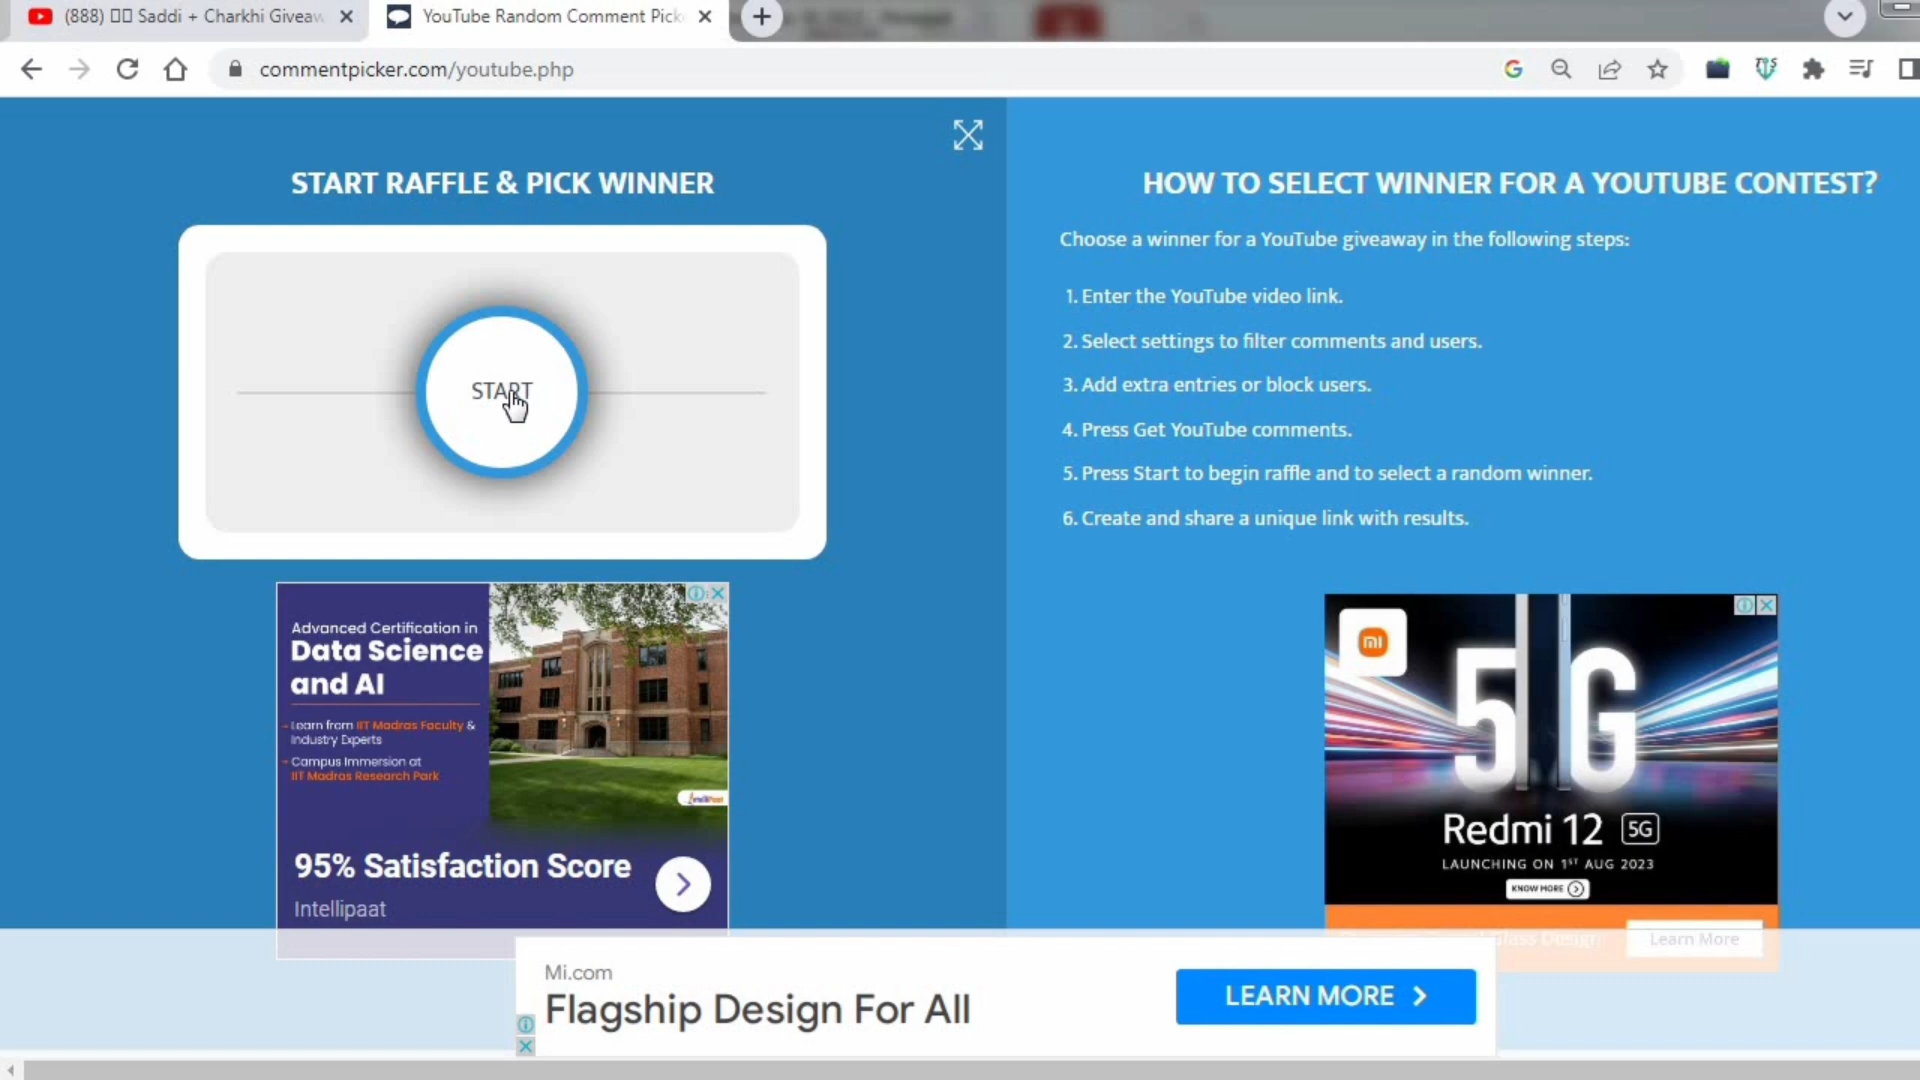 (888) Saddi + Charkhi Giveaw
YouTube Random Comment Pick
commentpicker.com/youtube.php
START RAFFLE & PICK WINNER
START
HOW TO SELECT WINNER FOR A YOUTUBE CONTEST?
Choose a winner for a YouTube giveaway in the following steps:
1. Enter the YouTube video link.
2. Select settings to filter comments and users.
3. Add extra entries or block users.
4. Press Get YouTube comments.
5. Press Start to begin raffle and to select a random winner.
6. Create and share a unique link with results.
Advanced Certification in
Data Science
and AI
Learn from IIT Madras Faculty &
Industry Experts
Campus Immersion at
IIT Madras Research Park
Intellipaat
95% Satisfaction Score
Intellipaat
mi
5G
Redmi 12 5G
LAUNCHING ON 1ST AUG 2023
KNOW MORE
Design
Learn More
Mi.com
Flagship Design For All
LEARN MORE